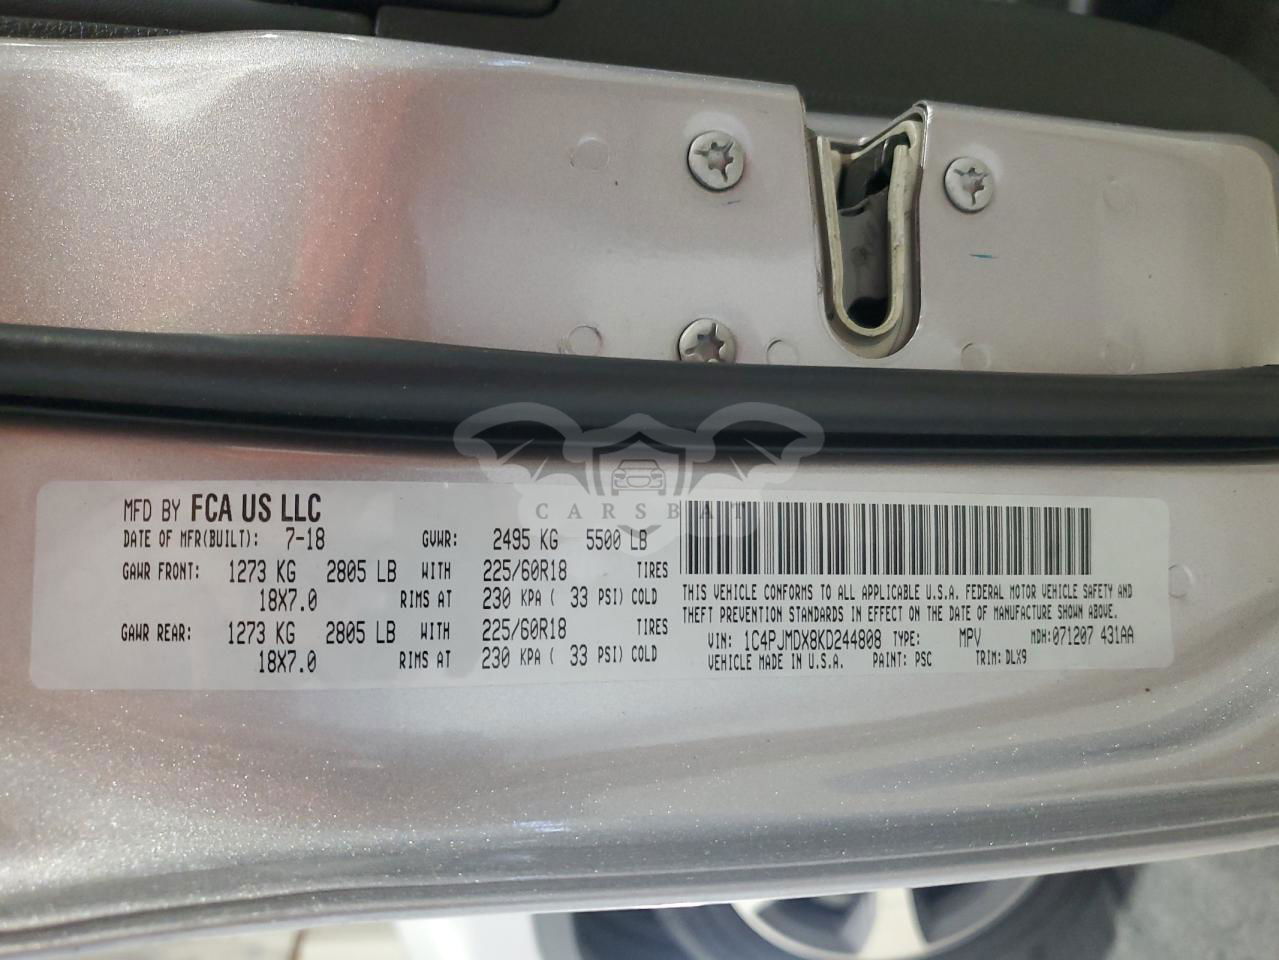 CARSBAT
MFD BY FCA US LLC
DATE OF MFR(BUILT): 7-18 GVWR: 2495 KG 5500 LB
GAWR FRONT: 1273 KG 2805 LB WITH 225/60R18 TIRES
18X7.0 RIMS AT 230 KPA ( 33 PSI) COLD
GAWR REAR: 1273 KG 2805 LB WITH 225/60R18 TIRES
18X7.0 RIMS AT 230 KPA ( 33 PSI) COLD
THIS VEHICLE CONFORMS TO ALL APPLICABLE U.S.A. FEDERAL MOTOR VEHICLE SAFETY AND
THEFT PREVENTION STANDARDS IN EFFECT ON THE DATE OF MANUFACTURE SHOWN ABOVE.
VIN: 1C4PJMDX8KD244808 TYPE: MPV MDH: 071207 431AA
VEHICLE MADE IN U.S.A. PAINT: PSC TRIM: DLX9